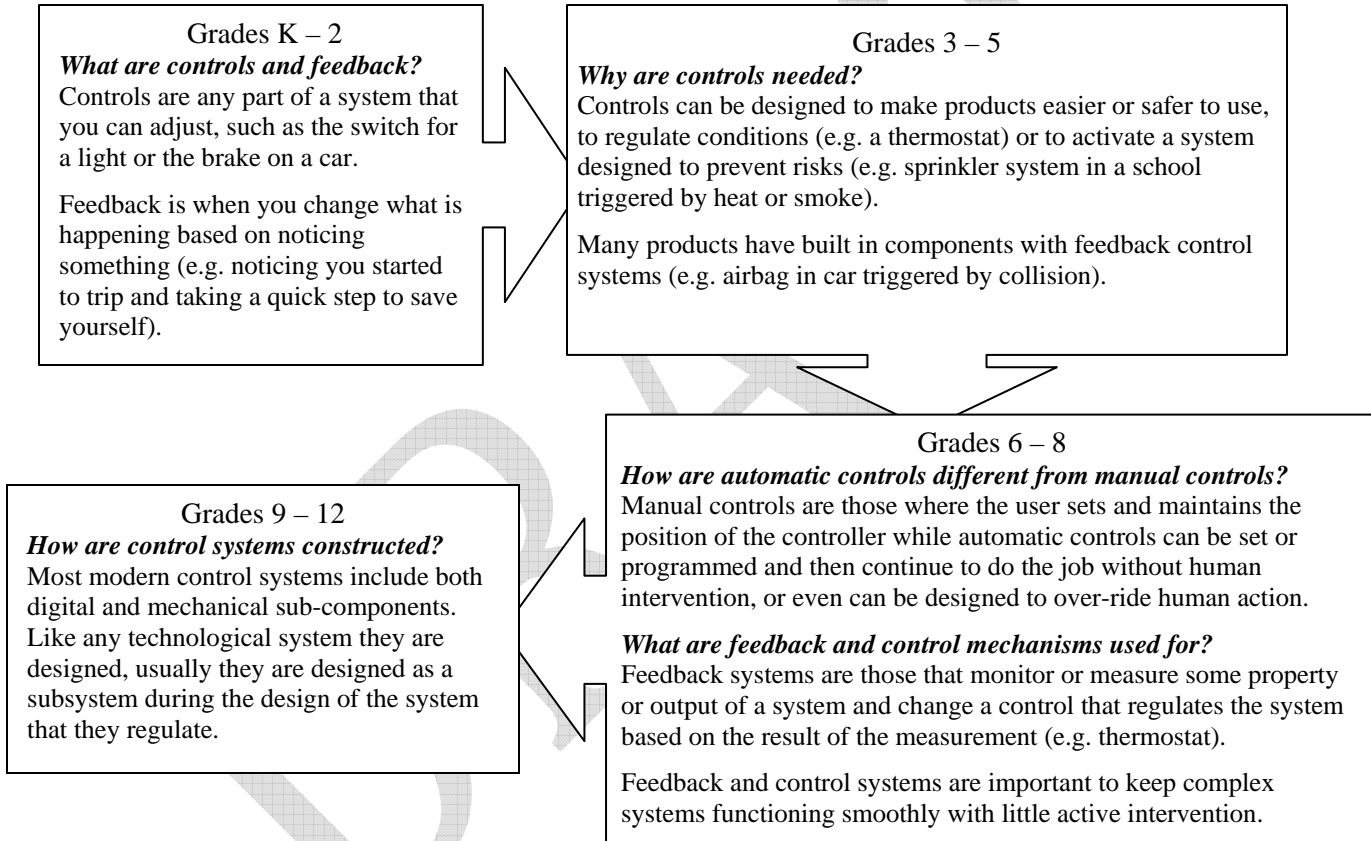 Grades K – 2
What are controls and feedback?
Controls are any part of a system that
you can adjust, such as the switch for
a light or the brake on a car.
Feedback is when you change what is
happening based on noticing
something (e.g. noticing you started
to trip and taking a quick step to save
yourself).
Grades 3 – 5
Why are controls needed?
Controls can be designed to make products easier or safer to use,
to regulate conditions (e.g. a thermostat) or to activate a system
designed to prevent risks (e.g. sprinkler system in a school
triggered by heat or smoke).
Many products have built in components with feedback control
systems (e.g. airbag in car triggered by collision).
Grades 6 – 8
How are automatic controls different from manual controls?
Manual controls are those where the user sets and maintains the
position of the controller while automatic controls can be set or
programmed and then continue to do the job without human
intervention, or even can be designed to over-ride human action.
What are feedback and control mechanisms used for?
Feedback systems are those that monitor or measure some property
or output of a system and change a control that regulates the system
based on the result of the measurement (e.g. thermostat).
Feedback and control systems are important to keep complex
systems functioning smoothly with little active intervention.
Grades 9 – 12
How are control systems constructed?
Most modern control systems include both
digital and mechanical sub-components.
Like any technological system they are
designed, usually they are designed as a
subsystem during the design of the system
that they regulate.